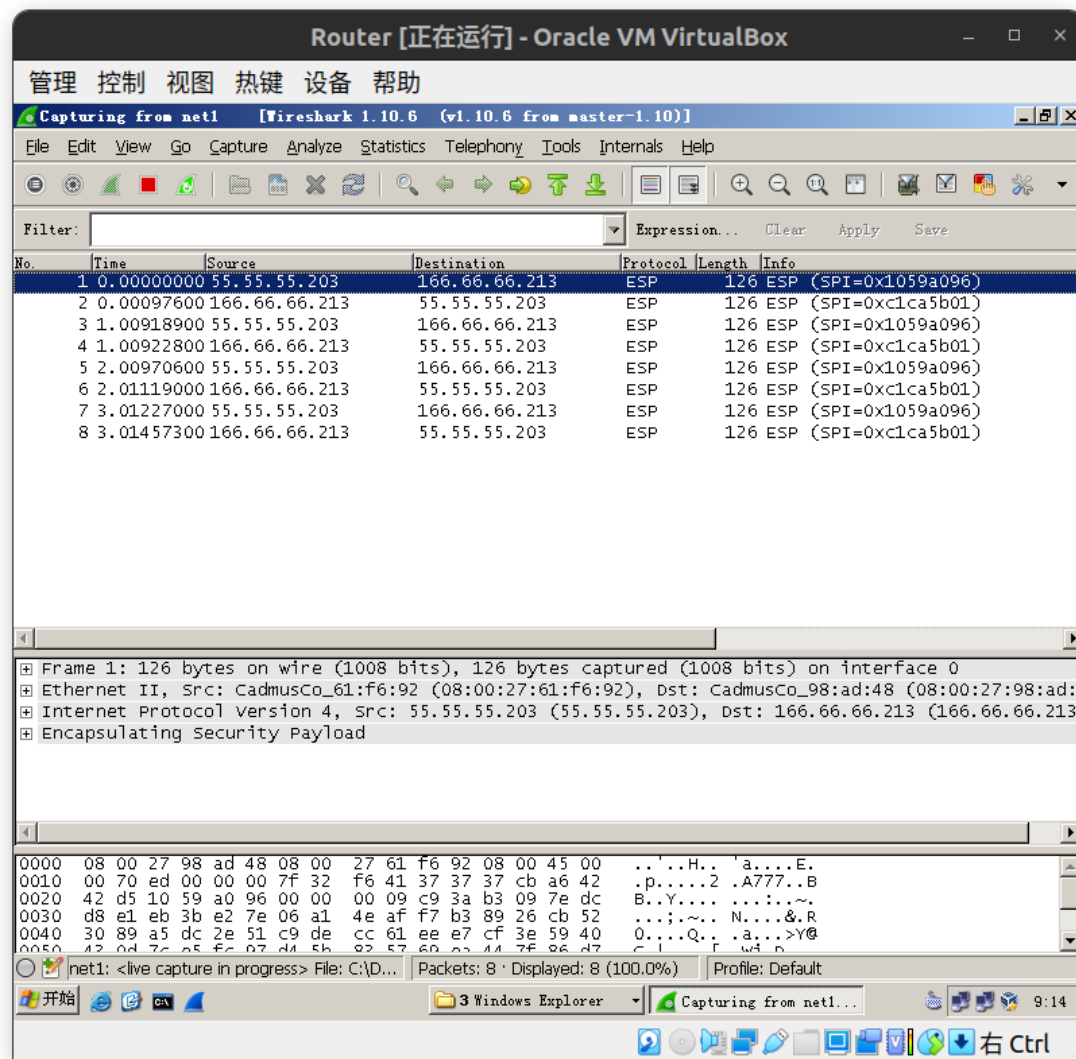 Router [正在运行] - Oracle VM VirtualBox
管理 控制 视图 热键 设备 帮助
Capturing from net1 [Wireshark 1.10.6 (v1.10.6 from master-1.10)]
File Edit View Go Capture Analyze Statistics Telephony Tools Internals Help
Filter: Expression... Clear Apply Save
No. Time Source Destination Protocol Length Info
1 0.00000000 55.55.55.203 166.66.66.213 ESP 126 ESP (SPI=0x1059a096)
2 0.00097600 166.66.66.213 55.55.55.203 ESP 126 ESP (SPI=0xc1ca5b01)
3 1.00918900 55.55.55.203 166.66.66.213 ESP 126 ESP (SPI=0x1059a096)
4 1.00922800 166.66.66.213 55.55.55.203 ESP 126 ESP (SPI=0xc1ca5b01)
5 2.00970600 55.55.55.203 166.66.66.213 ESP 126 ESP (SPI=0x1059a096)
6 2.01119000 166.66.66.213 55.55.55.203 ESP 126 ESP (SPI=0xc1ca5b01)
7 3.01227000 55.55.55.203 166.66.66.213 ESP 126 ESP (SPI=0x1059a096)
8 3.01457300 166.66.66.213 55.55.55.203 ESP 126 ESP (SPI=0xc1ca5b01)
Frame 1: 126 bytes on wire (1008 bits), 126 bytes captured (1008 bits) on interface 0
Ethernet II, Src: CadmusCo_61:f6:92 (08:00:27:61:f6:92), Dst: CadmusCo_98:ad:48 (08:00:27:98:ad:
Internet Protocol Version 4, Src: 55.55.55.203 (55.55.55.203), Dst: 166.66.66.213 (166.66.66.213
Encapsulating Security Payload
0000 08 00 27 98 ad 48 08 00 27 61 f6 92 08 00 45 00 ..'..H.. 'a....E.
0010 00 70 ed 00 00 00 7f 32 f6 41 37 37 37 cb a6 42 .p.....2 .A777..B
0020 42 d5 10 59 a0 96 00 00 00 09 c9 3a b3 09 7e dc B..Y.... ...:..~.
0030 d8 e1 eb 3b e2 7e 06 a1 4e af f7 b3 89 26 cb 52 ...;.~.. N....&.R
0040 30 89 a5 dc 2e 51 c9 de cc 61 ee e7 cf 3e 59 40 0....Q.. .a...>Y@
net1: <live capture in progress> File: C:\D... Packets: 8 · Displayed: 8 (100.0%) Profile: Default
开始 3 Windows Explorer Capturing from net1... 9:14
右 Ctrl